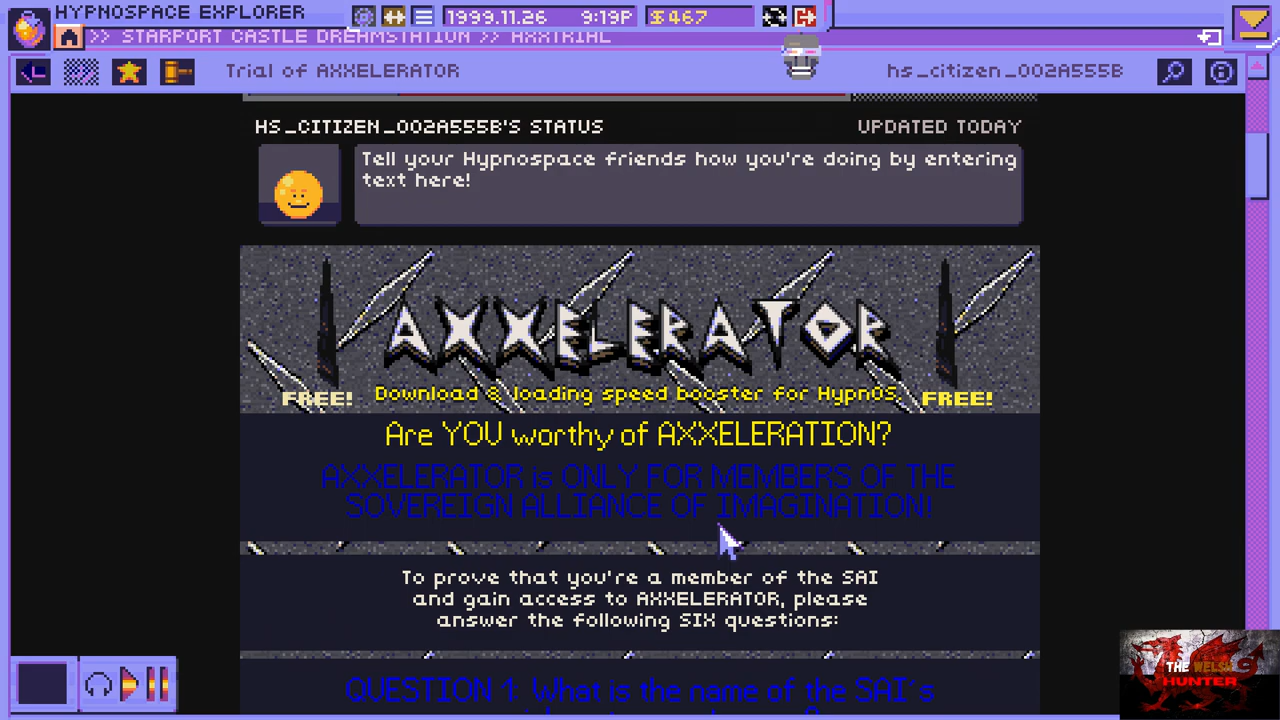 HYPNOSPACE EXPLORER
1999.11.26 9:19P
467
>> STARPORT CASTLE DREAMSTATION >> AXXTRIAL
Trial of AXXELERATOR
hs_citizen_002A555B
HS_CITIZEN_002A555B'S STATUS
UPDATED TODAY
Tell your Hypnospace friends how you're doing by entering
text here!
AXXELERATOR
FREE! Download & loading speed booster for HypnOS. FREE!
Are YOU worthy of AXXELERATION?
AXXELERATOR is ONLY FOR MEMBERS OF THE
SOVEREIGN ALLIANCE OF IMAGINATION!
To prove that you're a member of the SAI
and gain access to AXXELERATOR, please
answer the following SIX questions:
QUESTION 1: What is the name of the SAI's
THE WELSH
HUNTER